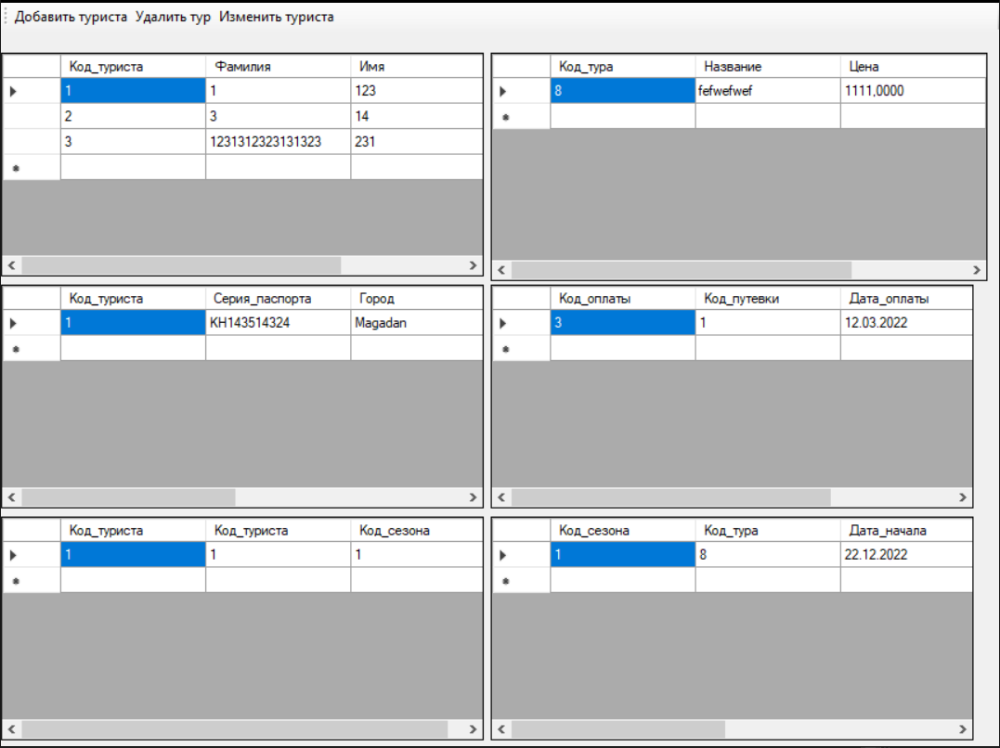 Добавить туриста Удалить тур Изменить туриста
Код_туриста Фамилия Имя
1 1 123
2 3 14
3 1231312323131323 231
Код_тура Название Цена
8 fefwefwef 1111,0000
Код_туриста Серия_паспорта Город
1 КН143514324 Magadan
Код_оплаты Код_путевки Дата_оплаты
3 1 12.03.2022
Код_туриста Код_туриста Код_сезона
1 1 1
Код_сезона Код_тура Дата_начала
1 8 22.12.2022